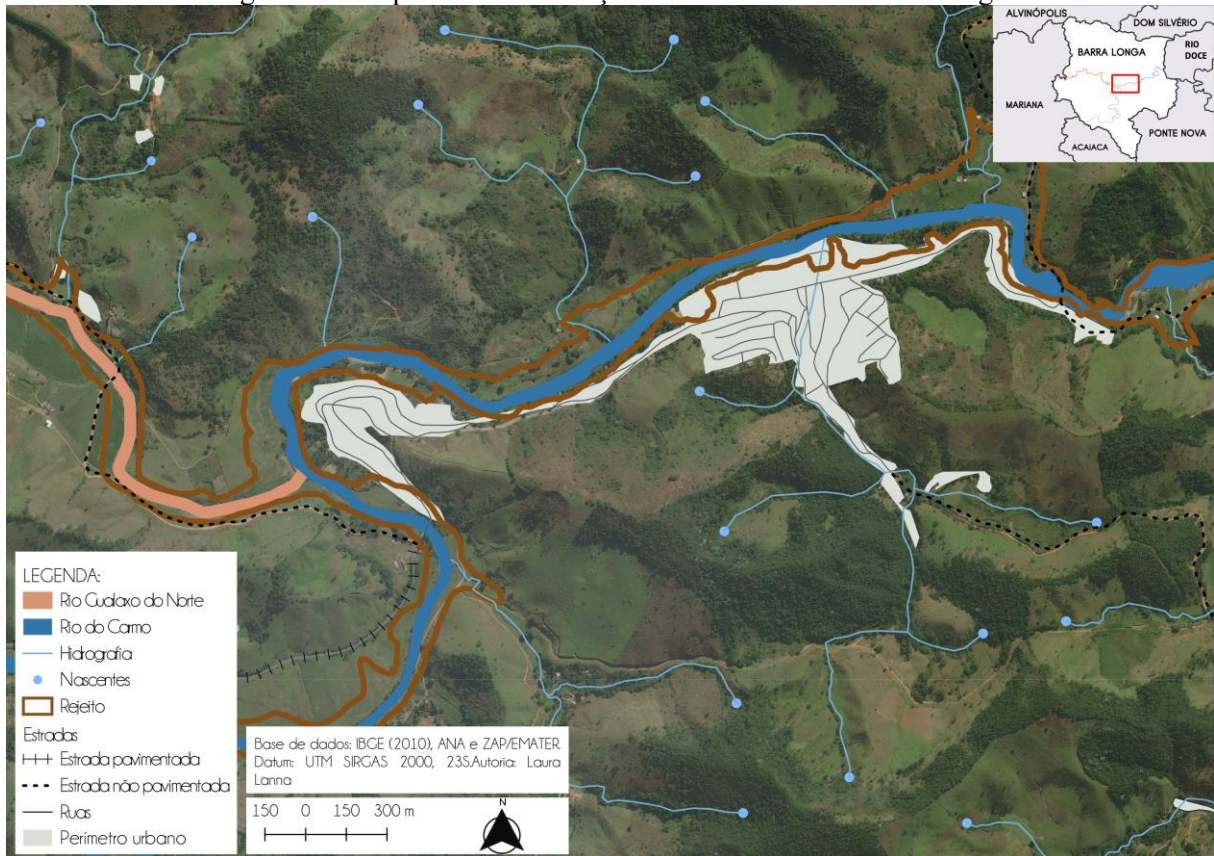 ALVINÓPOLIS
DOM SILVÉRIO
BARRA LONGA
RIO
DOCE
MARIANA
PONTE NOVA
ACAIACA
LEGENDA:
Rio Gualaxo do Norte
Rio do Carmo
Hidrografia
Nascentes
Rejeito
Estradas
Estrada pavimentada
Estrada não pavimentada
Ruas
Perímetro urbano
Base de dados: IBGE (2010), ANA e ZAP/EMATER.
Datum: UTM SIRGAS 2000, 23S.Autoria: Laura
Lanna
150 0 150 300 m
N